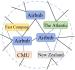 Airbnb
Fast Company
The Atlantic
Airbnb
Airbnb
CMU
New Zealand